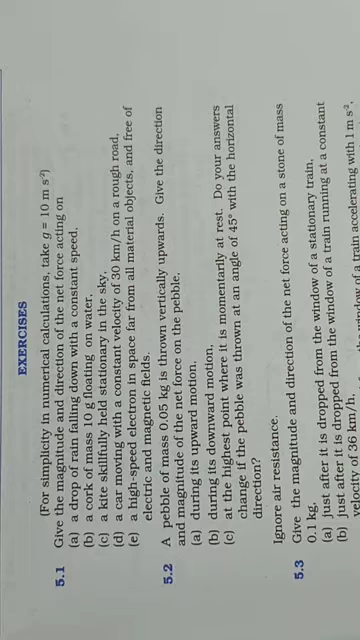 EXERCISES
(For simplicity in numerical calculations, take g = 10 m s⁻²)
5.1 Give the magnitude and direction of the net force acting on
(a) a drop of rain falling down with a constant speed,
(b) a cork of mass 10 g floating on water,
(c) a kite skillfully held stationary in the sky,
(d) a car moving with a constant velocity of 30 km/h on a rough road,
(e) a high-speed electron in space far from all material objects, and free of
electric and magnetic fields.
5.2 A pebble of mass 0.05 kg is thrown vertically upwards. Give the direction
and magnitude of the net force on the pebble,
(a) during its upward motion,
(b) during its downward motion,
(c) at the highest point where it is momentarily at rest. Do your answers
change if the pebble was thrown at an angle of 45° with the horizontal
direction?
Ignore air resistance.
5.3 Give the magnitude and direction of the net force acting on a stone of mass
0.1 kg,
(a) just after it is dropped from the window of a stationary train,
(b) just after it is dropped from the window of a train running at a constant
velocity of 36 km/h,
window of a train accelerating with 1 m s⁻²,